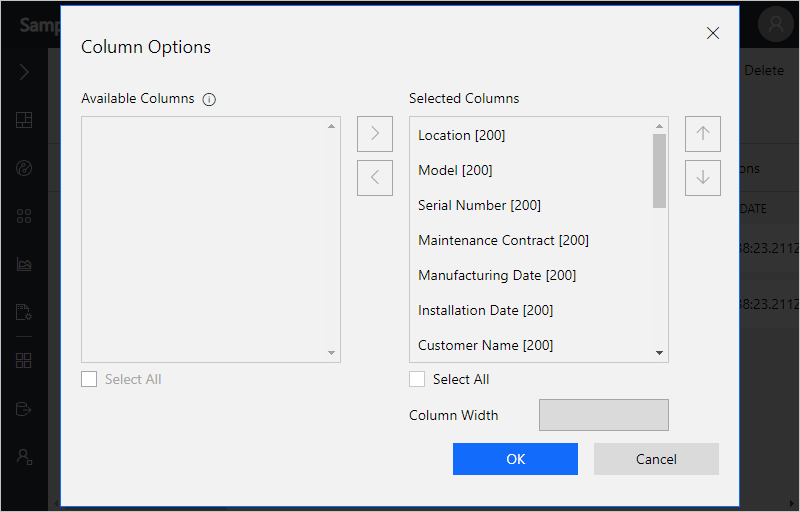 Samp
Column Options
Delete
Available Columns
Selected Columns
Location [200]
Model [200]
Serial Number [200]
Maintenance Contract [200]
Manufacturing Date [200]
Installation Date [200]
Customer Name [200]
ons
DATE
38:23.211Z
38:23.211Z
Select All
Select All
Column Width
OK
Cancel